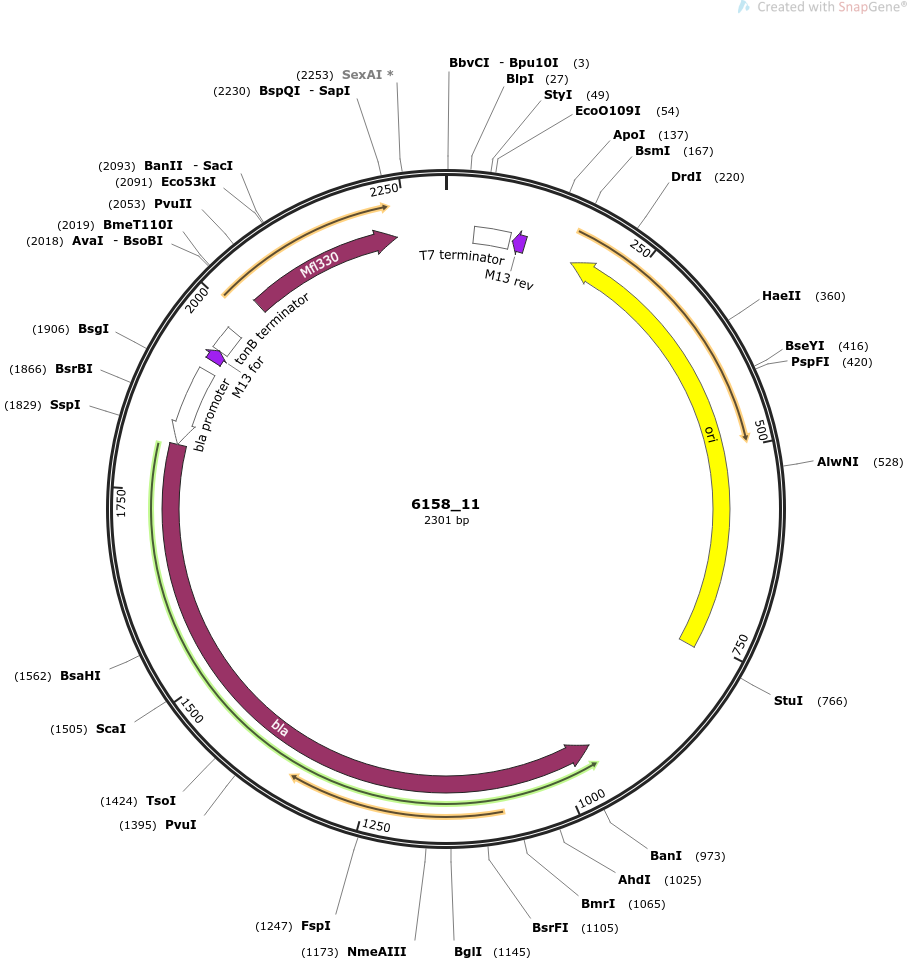 Created with SnapGene®
BbvCI - Bpu10I (3)
BlpI (27)
StyI (49)
EcoO109I (54)
ApoI (137)
BsmI (167)
DrdI (220)
HaeII (360)
BseYI (416)
PspFI (420)
AlwNI (528)
StuI (766)
BanI (973)
AhdI (1025)
BmrI (1065)
BsrFI (1105)
BglI (1145)
(1173) NmeAIII
(1247) FspI
(1395) PvuI
(1424) TsoI
(1505) ScaI
(1562) BsaHI
(1829) SspI
(1866) BsrBI
(1906) BsgI
(2018) AvaI - BsoBI
(2019) BmeT110I
(2053) PvuII
(2091) Eco53kI
(2093) BanII - SacI
(2230) BspQI - SapI
(2253) SexAI *
250
500
750
1000
1250
1500
1750
2000
2250
T7 terminator
M13 rev
ori
bla
bla promoter
M13 for
tonB terminator
Mfl330
6158_11
2301 bp